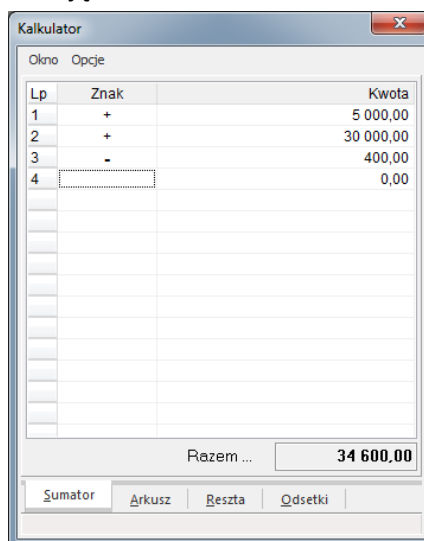 Kalkulator
Okno Opcje
Lp Znak Kwota
1 + 5 000,00
2 + 30 000,00
3 - 400,00
4 0,00
Razem ... 34 600,00
Sumator Arkusz Reszta Odsetki